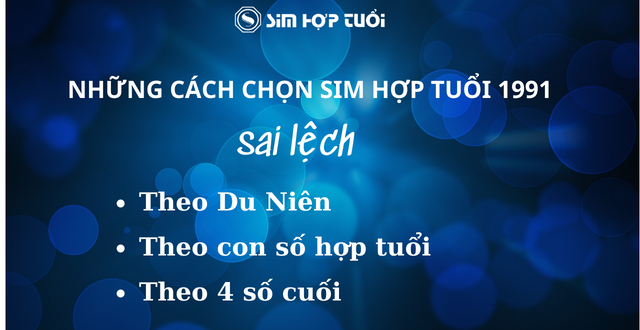 SIM HỢP TUỔI
NHỮNG CÁCH CHỌN SIM HỢP TUỔI 1991
sai lệch
• Theo Du Niên
• Theo con số hợp tuổi
• Theo 4 số cuối